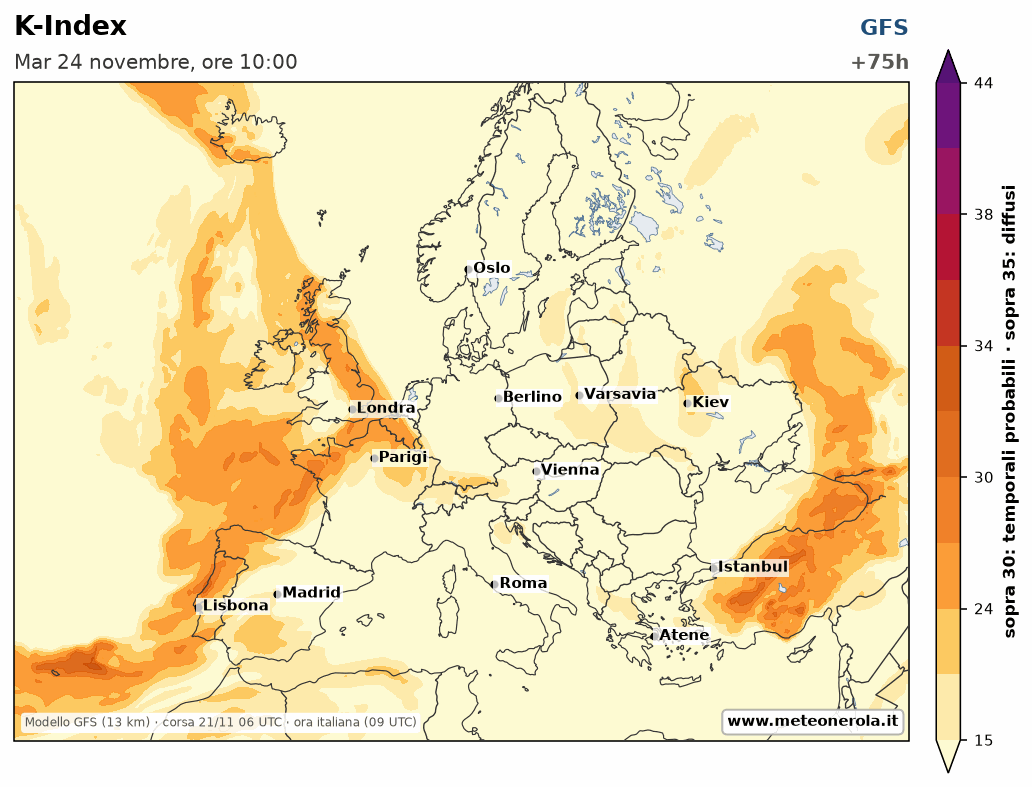 K-Index
GFS
Mar 24 novembre, ore 10:00
+75h
Oslo
Berlino
Varsavia
Kiev
Londra
Parigi
Vienna
Istanbul
Roma
Madrid
Lisbona
Atene
Modello GFS (13 km) · corsa 21/11 06 UTC · ora italiana (09 UTC)
www.meteonerola.it
44
38
34
30
24
15
sopra 30: temporali probabili · sopra 35: diffusi